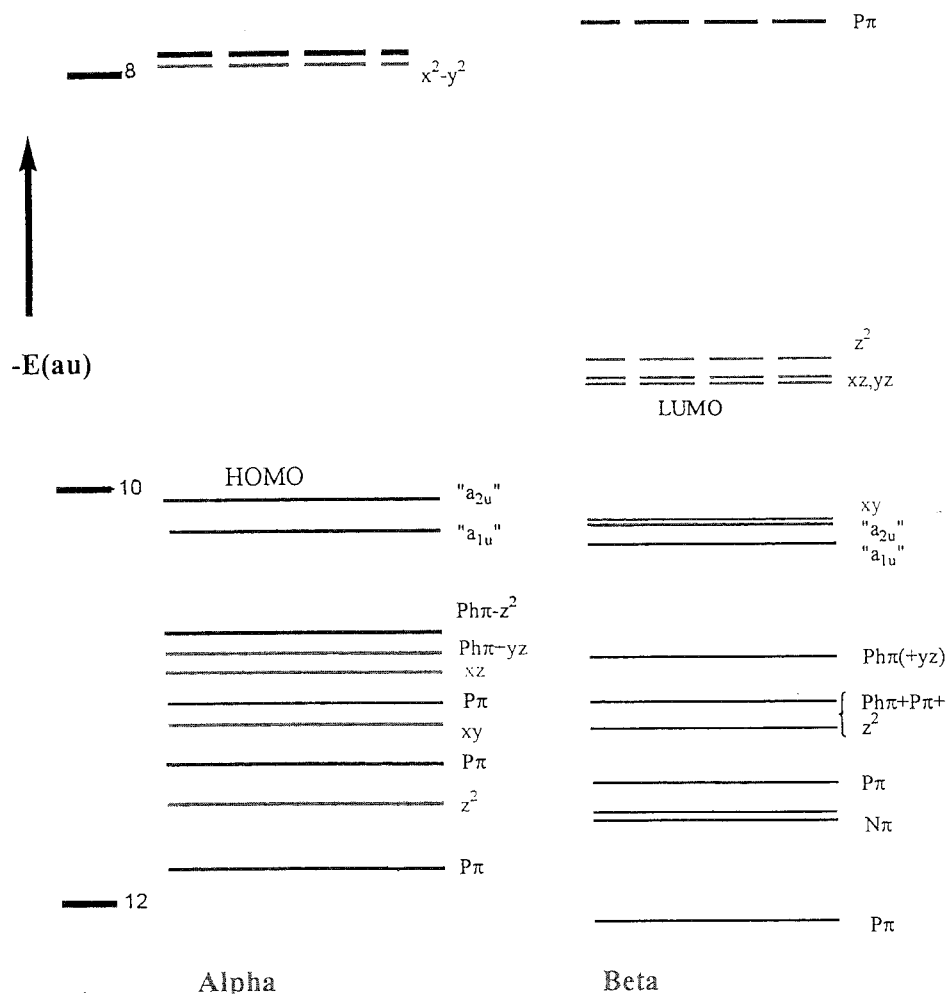 Pπ
8
x²-y²
-E(au)
z²
xz,yz
LUMO
10
HOMO
"a₂ᵤ"
"a₁ᵤ"
xy
"a₂ᵤ"
"a₁ᵤ"
Phπ-z²
Phπ-yz
xz
Pπ
xy
Pπ
z²
Pπ
Phπ(+yz)
Phπ+Pπ+
z²
Pπ
Nπ
Pπ
12
Alpha
Beta